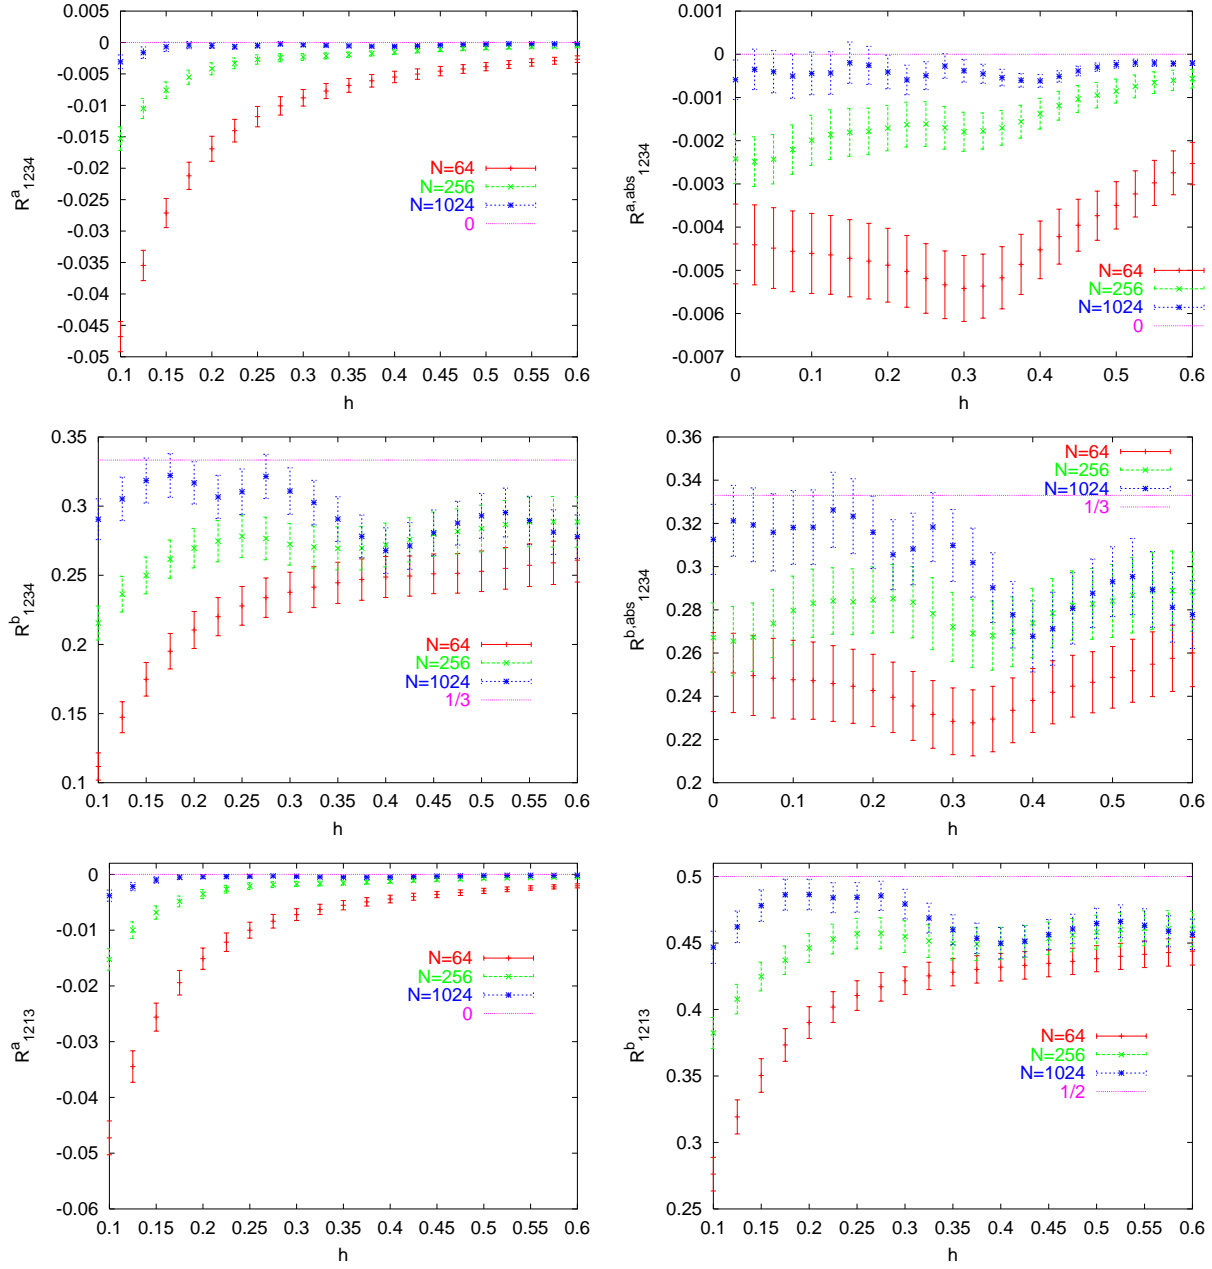 0
-0.005
-0.01
-0.015
-0.02
-0.025
-0.03
-0.035
-0.04
-0.045
-0.05
0.1 0.15 0.2 0.25 0.3 0.35 0.4 0.45 0.5 0.55 0.6
h
R^a_1234
N=64
N=256
N=1024
0
0.001
0
-0.001
-0.002
-0.003
-0.004
-0.005
-0.006
-0.007
0 0.1 0.2 0.3 0.4 0.5 0.6
h
R^a,abs_1234
N=64
N=256
N=1024
0
0.35
0.3
0.25
0.2
0.15
0.1
0.1 0.15 0.2 0.25 0.3 0.35 0.4 0.45 0.5 0.55 0.6
h
R^b_1234
N=64
N=256
N=1024
1/3
0.36
0.34
0.32
0.3
0.28
0.26
0.24
0.22
0.2
0 0.1 0.2 0.3 0.4 0.5 0.6
h
R^b,abs_1234
N=64
N=256
N=1024
1/3
0
-0.01
-0.02
-0.03
-0.04
-0.05
-0.06
0.1 0.15 0.2 0.25 0.3 0.35 0.4 0.45 0.5 0.55 0.6
h
R^a_1213
N=64
N=256
N=1024
0
0.5
0.45
0.4
0.35
0.3
0.25
0.1 0.15 0.2 0.25 0.3 0.35 0.4 0.45 0.5 0.55 0.6
h
R^b_1213
N=64
N=256
N=1024
1/2